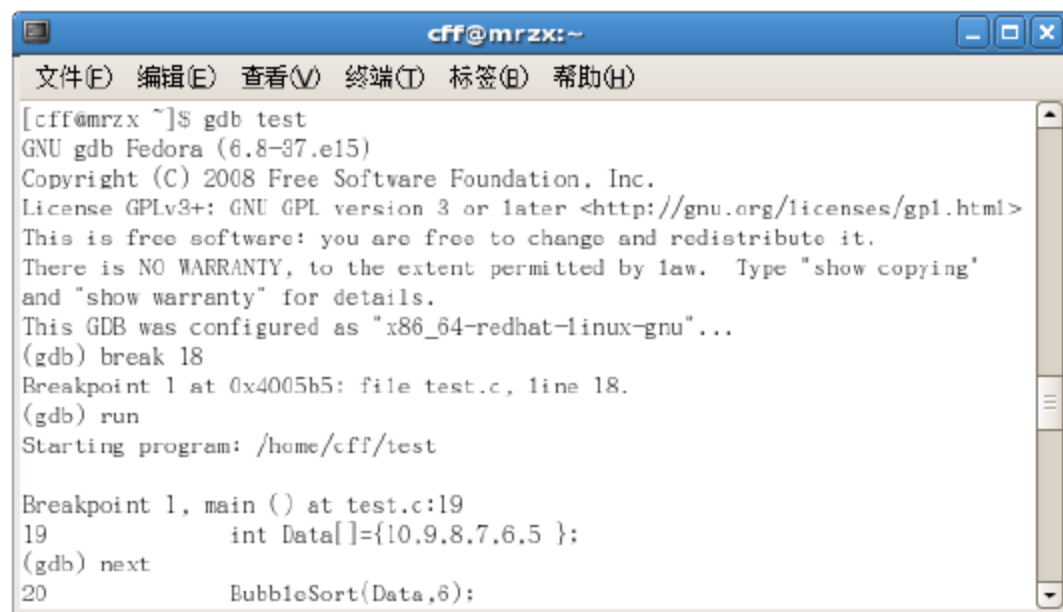 cff@mrzx:~
文件(F) 编辑(E) 查看(V) 终端(T) 标签(B) 帮助(H)
[cff@mrzx ~]$ gdb test
GNU gdb Fedora (6.8-37.el5)
Copyright (C) 2008 Free Software Foundation, Inc.
License GPLv3+: GNU GPL version 3 or later <http://gnu.org/licenses/gpl.html>
This is free software: you are free to change and redistribute it.
There is NO WARRANTY, to the extent permitted by law.  Type "show copying"
and "show warranty" for details.
This GDB was configured as "x86_64-redhat-linux-gnu"...
(gdb) break 18
Breakpoint 1 at 0x4005b5: file test.c, line 18.
(gdb) run
Starting program: /home/cff/test
Breakpoint 1, main () at test.c:19
19              int Data[]={10,9,8,7,6,5 };
(gdb) next
20              BubbleSort(Data,6);